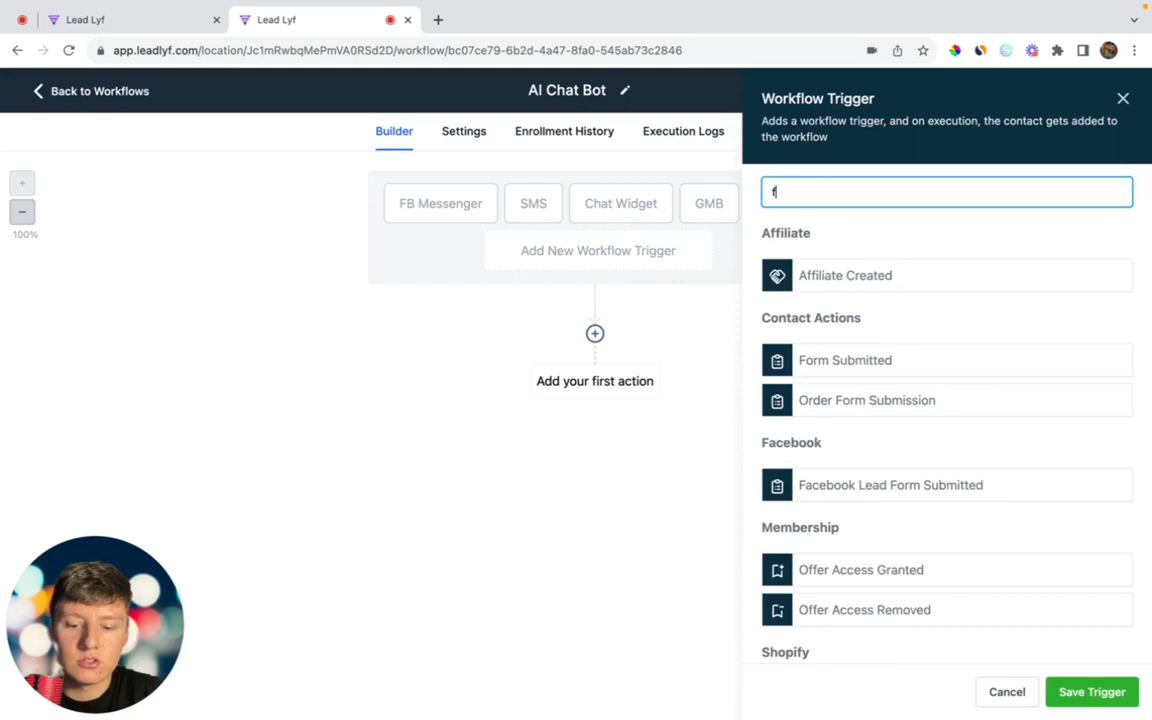 Lead Lyf
Lead Lyf
app.leadlyf.com/location/Jc1mRwbqMePmVA0RSd2D/workflow/bc07ce79-6b2d-4a47-8fa0-545ab73c2846
Back to Workflows
AI Chat Bot
Builder
Settings
Enrollment History
Execution Logs
100%
FB Messenger
SMS
Chat Widget
GMB
Add New Workflow Trigger
Add your first action
Workflow Trigger
Adds a workflow trigger, and on execution, the contact gets added to
the workflow
f
Affiliate
Affiliate Created
Contact Actions
Form Submitted
Order Form Submission
Facebook
Facebook Lead Form Submitted
Membership
Offer Access Granted
Offer Access Removed
Shopify
Cancel
Save Trigger